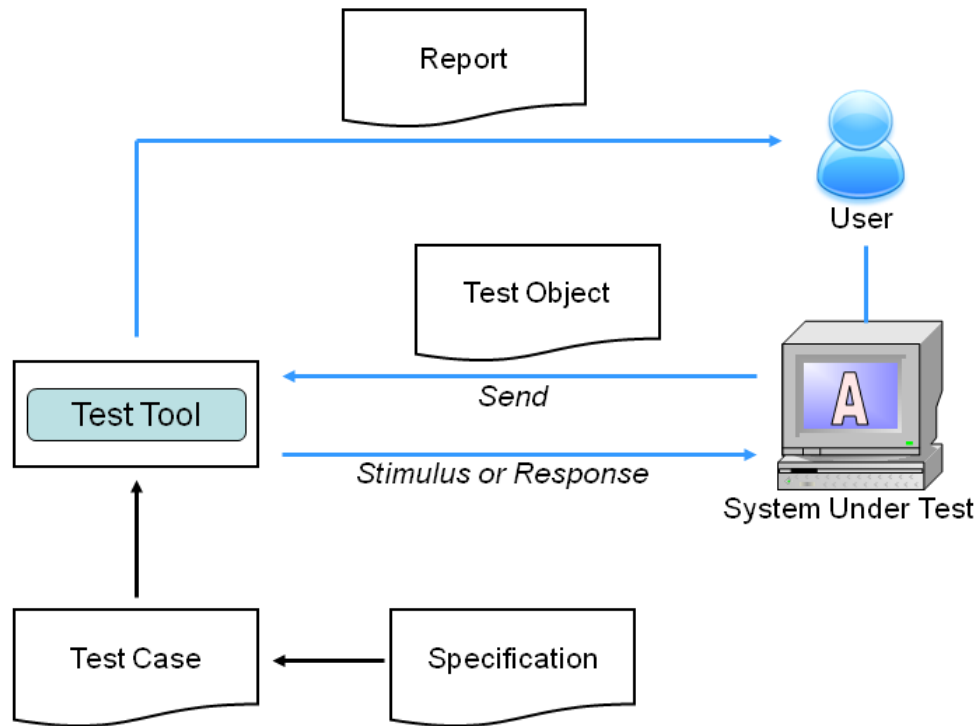 Report
User
Test Object
Send
Test Tool
A
Stimulus or Response
System Under Test
Test Case
Specification